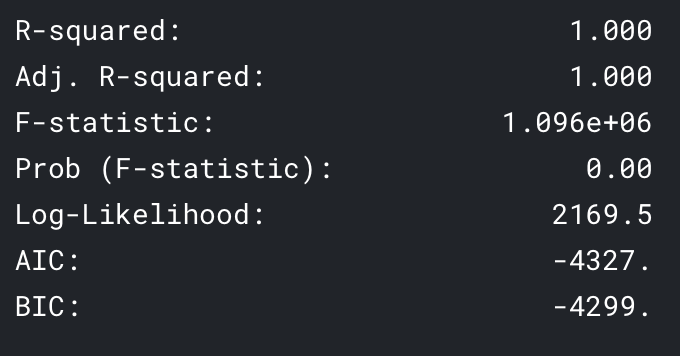 R-squared: 1.000
Adj. R-squared: 1.000
F-statistic: 1.096e+06
Prob (F-statistic): 0.00
Log-Likelihood: 2169.5
AIC: -4327.
BIC: -4299.